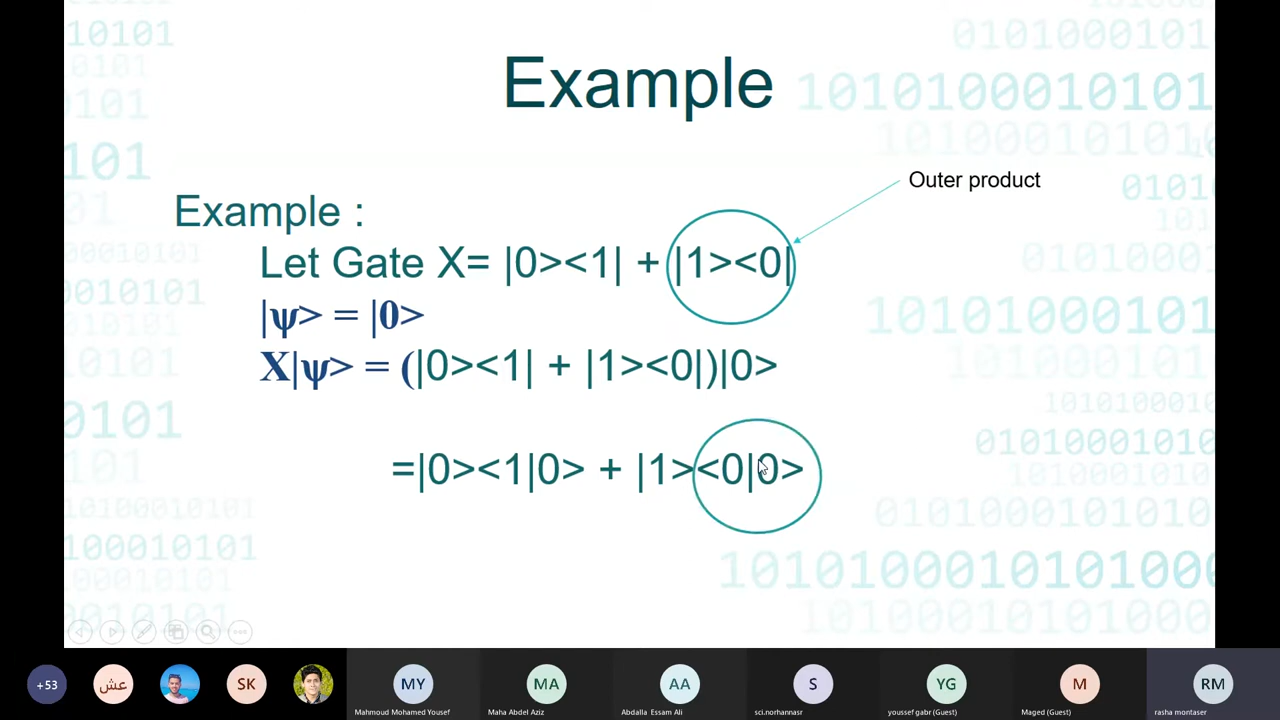 Example
Outer product
Example :
Let Gate X= |0><1| + |1><0|
|ψ> = |0>
X|ψ> = (|0><1| + |1><0|)|0>
=|0><1|0> + |1><0|0>
+53
عش
SK
MY
MA
AA
S
YG
M
RM
Mahmoud Mohamed Yousef
Maha Abdel Aziz
Abdalla Essam Ali
sci.norhannasr
youssef gabr (Guest)
Maged (Guest)
rasha montaser